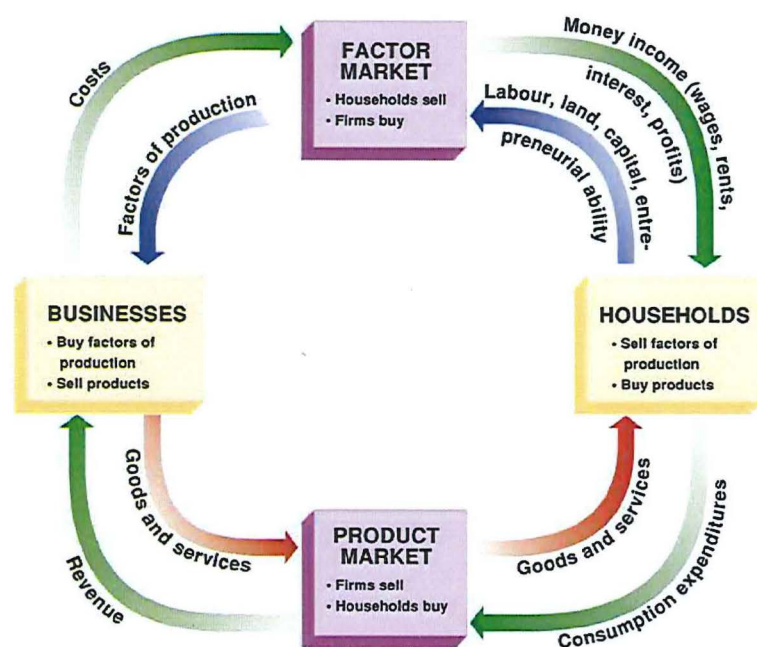 FACTOR
MARKET
• Households sell
• Firms buy
Costs
Factors of production
Money income (wages, rents,
interest, profits)
Labour, land, capital, entre-
preneurial ability
BUSINESSES
• Buy factors of
production
• Sell products
HOUSEHOLDS
• Sell factors of
production
• Buy products
Goods and services
Revenue
PRODUCT
MARKET
• Firms sell
• Households buy
Goods and services
Consumption expenditures